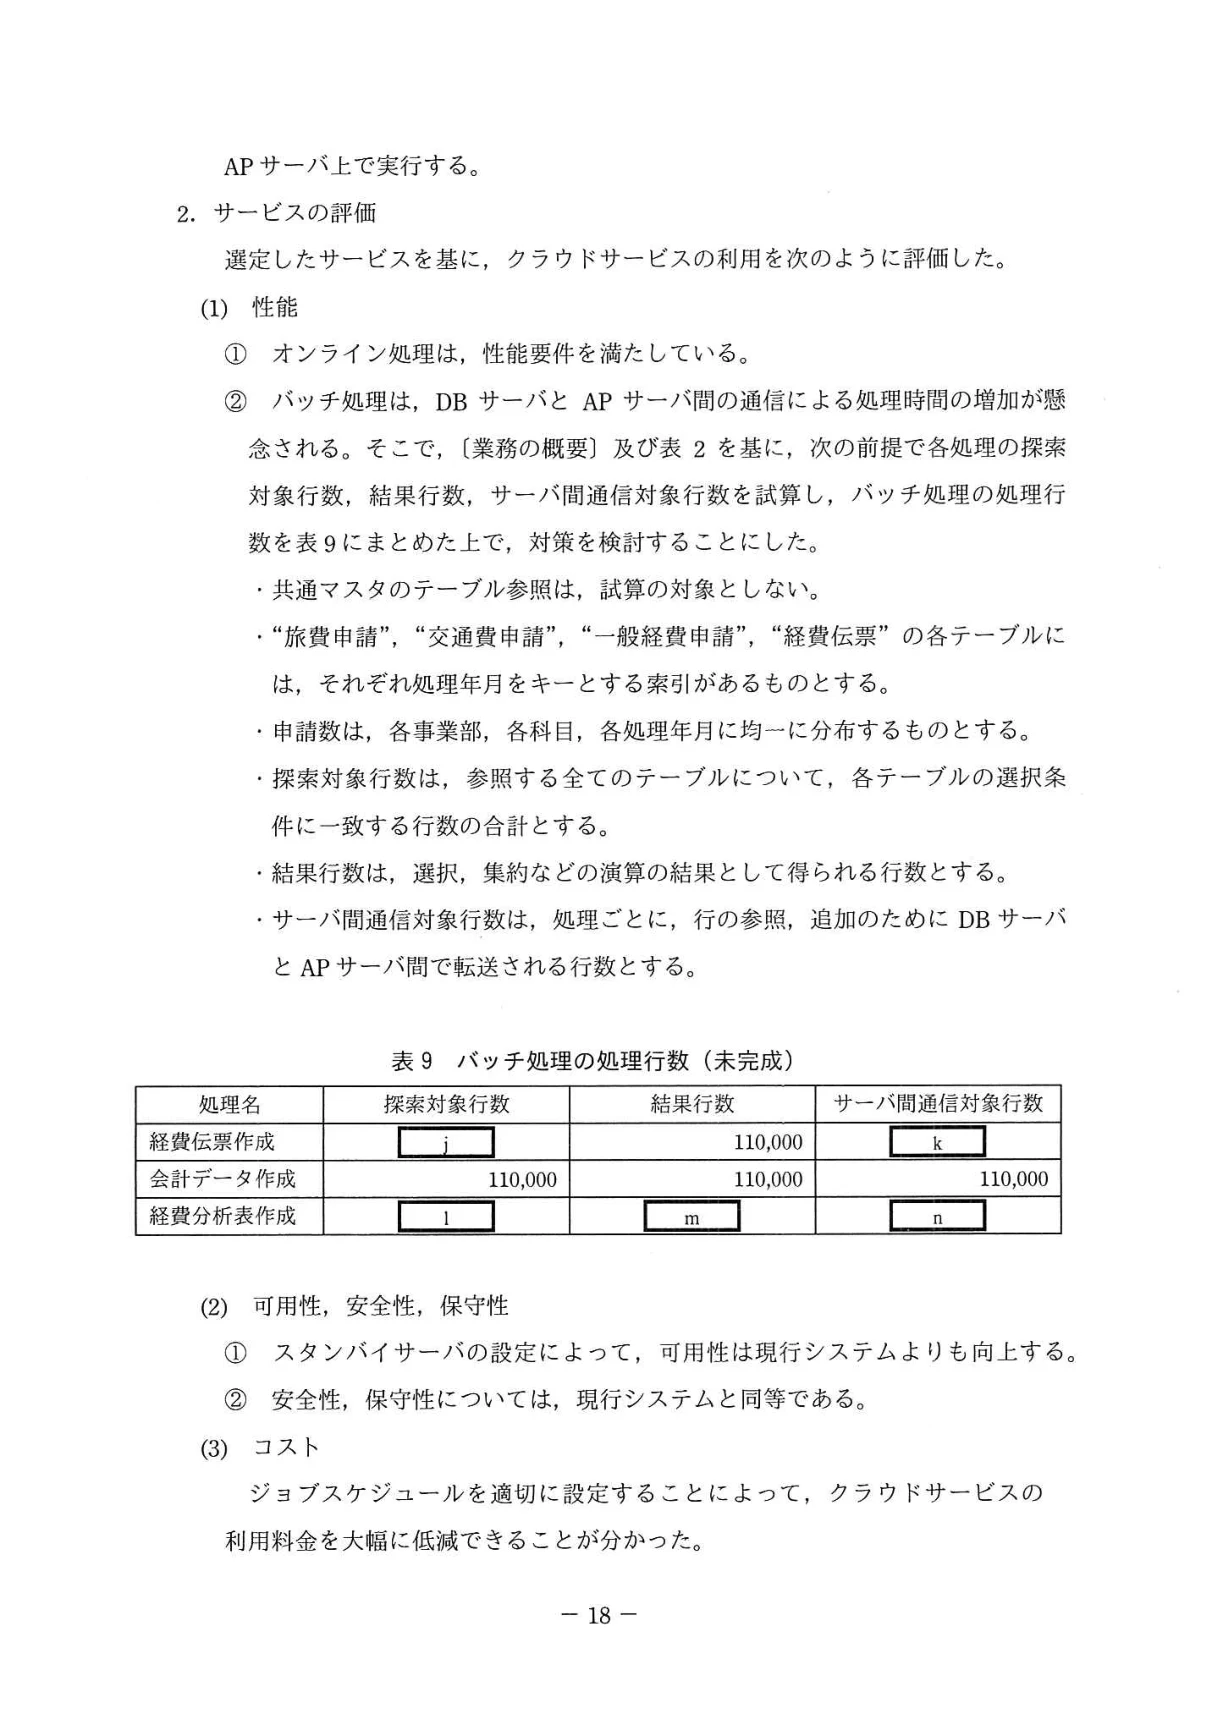 AP サーバ上で実行する。
2．サービスの評価
選定したサービスを基に，クラウドサービスの利用を次のように評価した。
(1) 性能
① オンライン処理は，性能要件を満たしている。
② バッチ処理は，DB サーバと AP サーバ間の通信による処理時間の増加が懸
念される。そこで，〔業務の概要〕及び表 2 を基に，次の前提で各処理の探索
対象行数，結果行数，サーバ間通信対象行数を試算し，バッチ処理の処理行
数を表 9 にまとめた上で，対策を検討することにした。
・共通マスタのテーブル参照は，試算の対象としない。
・“旅費申請”，“交通費申請”，“一般経費申請”，“経費伝票” の各テーブルに
は，それぞれ処理年月をキーとする索引があるものとする。
・申請数は，各事業部，各科目，各処理年月に均一に分布するものとする。
・探索対象行数は，参照する全てのテーブルについて，各テーブルの選択条
件に一致する行数の合計とする。
・結果行数は，選択，集約などの演算の結果として得られる行数とする。
・サーバ間通信対象行数は，処理ごとに，行の参照，追加のために DB サーバ
と AP サーバ間で転送される行数とする。
表 9 バッチ処理の処理行数（未完成）
処理名 探索対象行数 結果行数 サーバ間通信対象行数
経費伝票作成 j 110,000 k
会計データ作成 110,000 110,000 110,000
経費分析表作成 l m n
(2) 可用性，安全性，保守性
① スタンバイサーバの設定によって，可用性は現行システムよりも向上する。
② 安全性，保守性については，現行システムと同等である。
(3) コスト
ジョブスケジュールを適切に設定することによって，クラウドサービスの
利用料金を大幅に低減できることが分かった。
－ 18 －